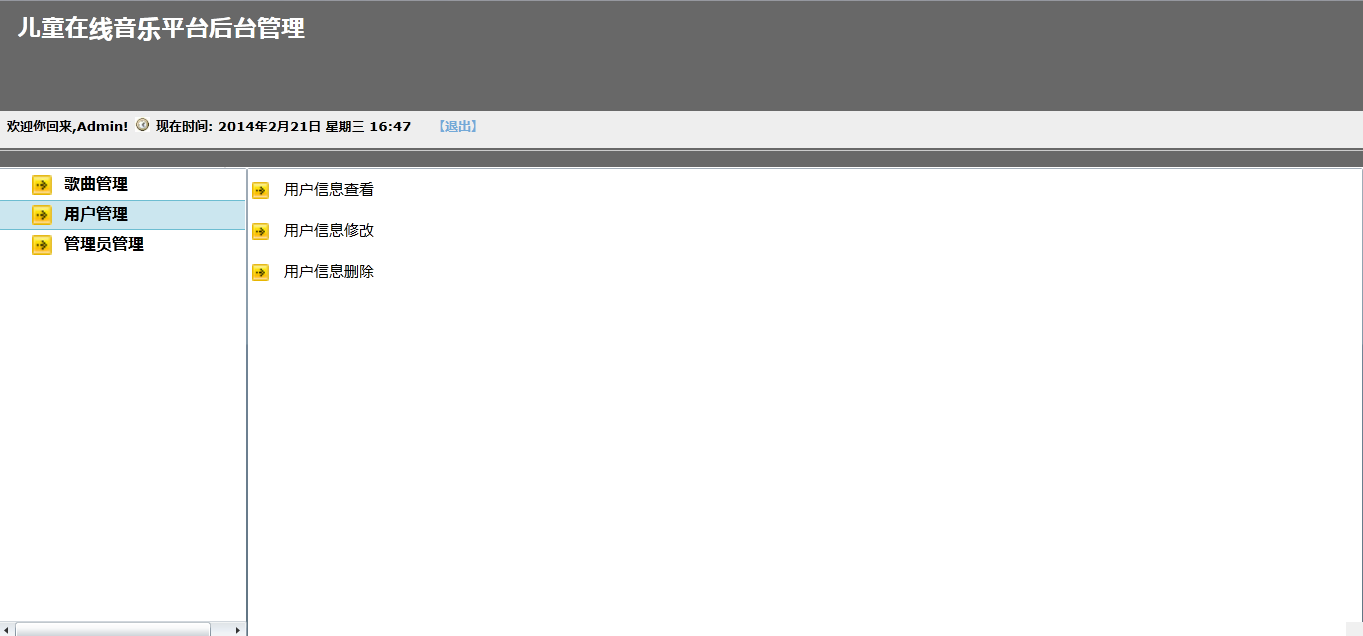 儿童在线音乐平台后台管理
欢迎你回来,Admin! 现在时间: 2014年2月21日 星期三 16:47 【退出】
歌曲管理
用户管理
管理员管理
用户信息查看
用户信息修改
用户信息删除